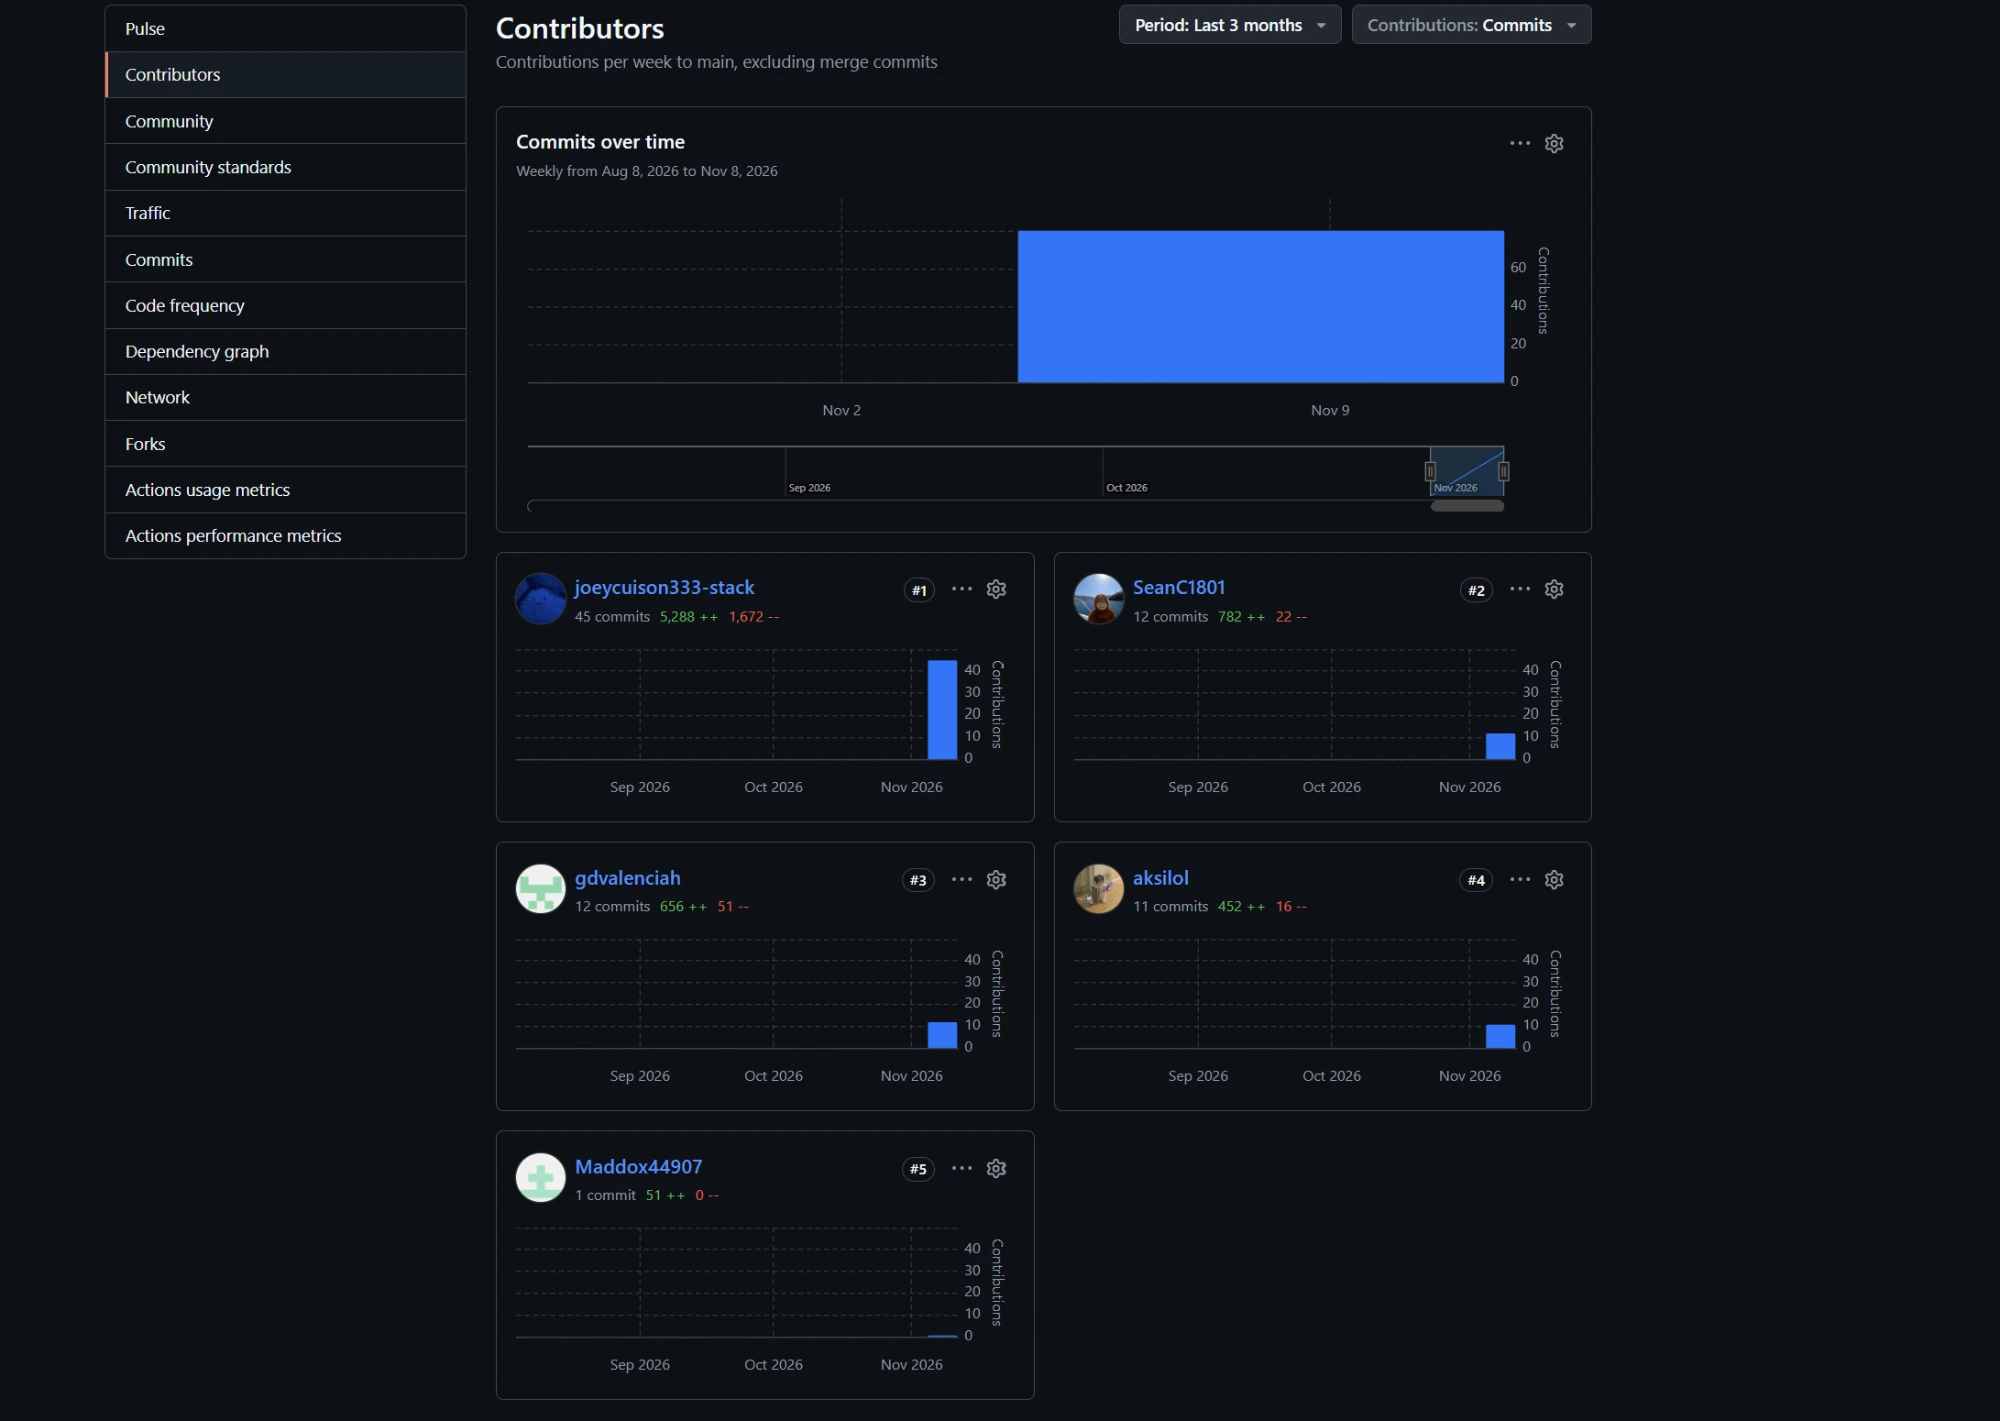 Pulse
Contributors
Community
Community standards
Traffic
Commits
Code frequency
Dependency graph
Network
Forks
Actions usage metrics
Actions performance metrics
Contributors
Contributions per week to main, excluding merge commits
Period: Last 3 months
Contributions: Commits
Commits over time
Weekly from Aug 8, 2026 to Nov 8, 2026
60
40
20
0
Contributions
Nov 2
Nov 9
Sep 2026
Oct 2026
Nov 2026
joeycuison333-stack
#1
45 commits 5,288 ++ 1,672 --
40
30
20
10
0
Contributions
Sep 2026
Oct 2026
Nov 2026
SeanC1801
#2
12 commits 782 ++ 22 --
40
30
20
10
0
Contributions
Sep 2026
Oct 2026
Nov 2026
gdvalenciah
#3
12 commits 656 ++ 51 --
40
30
20
10
0
Contributions
Sep 2026
Oct 2026
Nov 2026
aksilol
#4
11 commits 452 ++ 16 --
40
30
20
10
0
Contributions
Sep 2026
Oct 2026
Nov 2026
Maddox44907
#5
1 commit 51 ++ 0 --
40
30
20
10
0
Contributions
Sep 2026
Oct 2026
Nov 2026